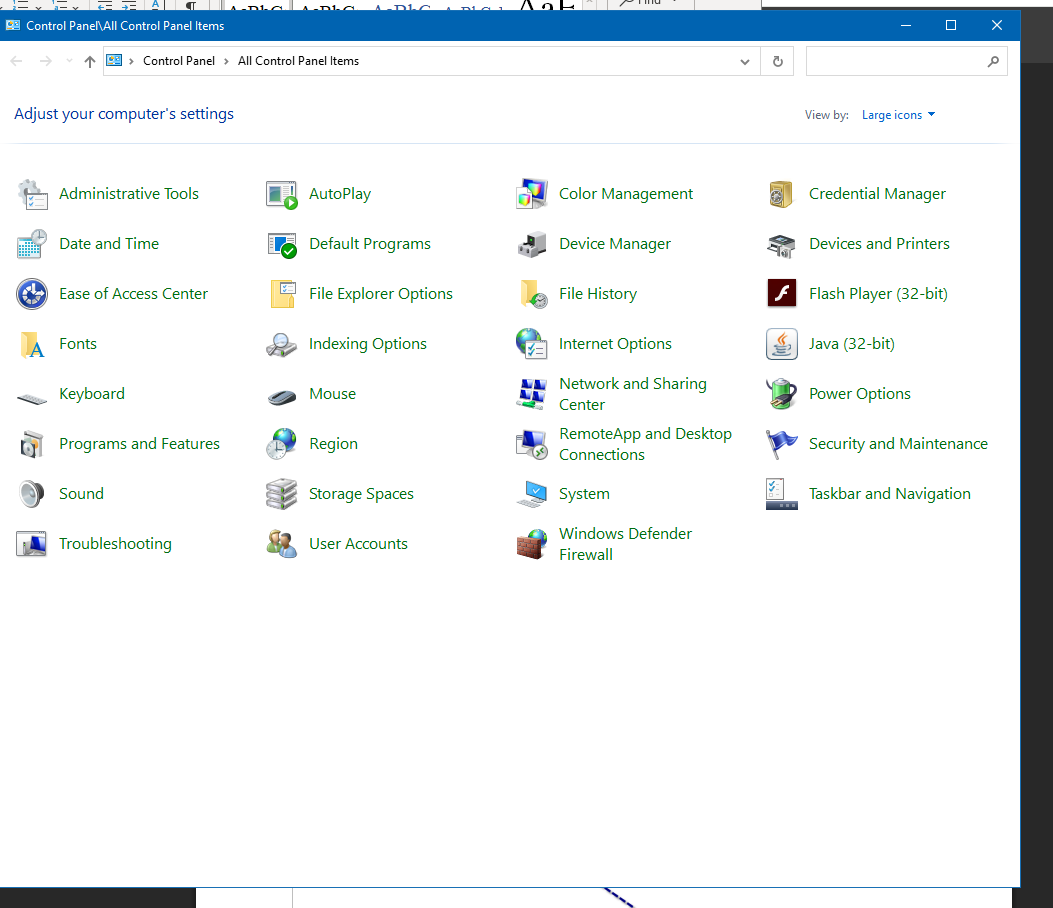 Control Panel\All Control Panel Items
Control Panel > All Control Panel Items
Adjust your computer's settings
View by: Large icons
Administrative Tools
AutoPlay
Color Management
Credential Manager
Date and Time
Default Programs
Device Manager
Devices and Printers
Ease of Access Center
File Explorer Options
File History
Flash Player (32-bit)
Fonts
Indexing Options
Internet Options
Java (32-bit)
Keyboard
Mouse
Network and Sharing
Center
Power Options
Programs and Features
Region
RemoteApp and Desktop
Connections
Security and Maintenance
Sound
Storage Spaces
System
Taskbar and Navigation
Troubleshooting
User Accounts
Windows Defender
Firewall